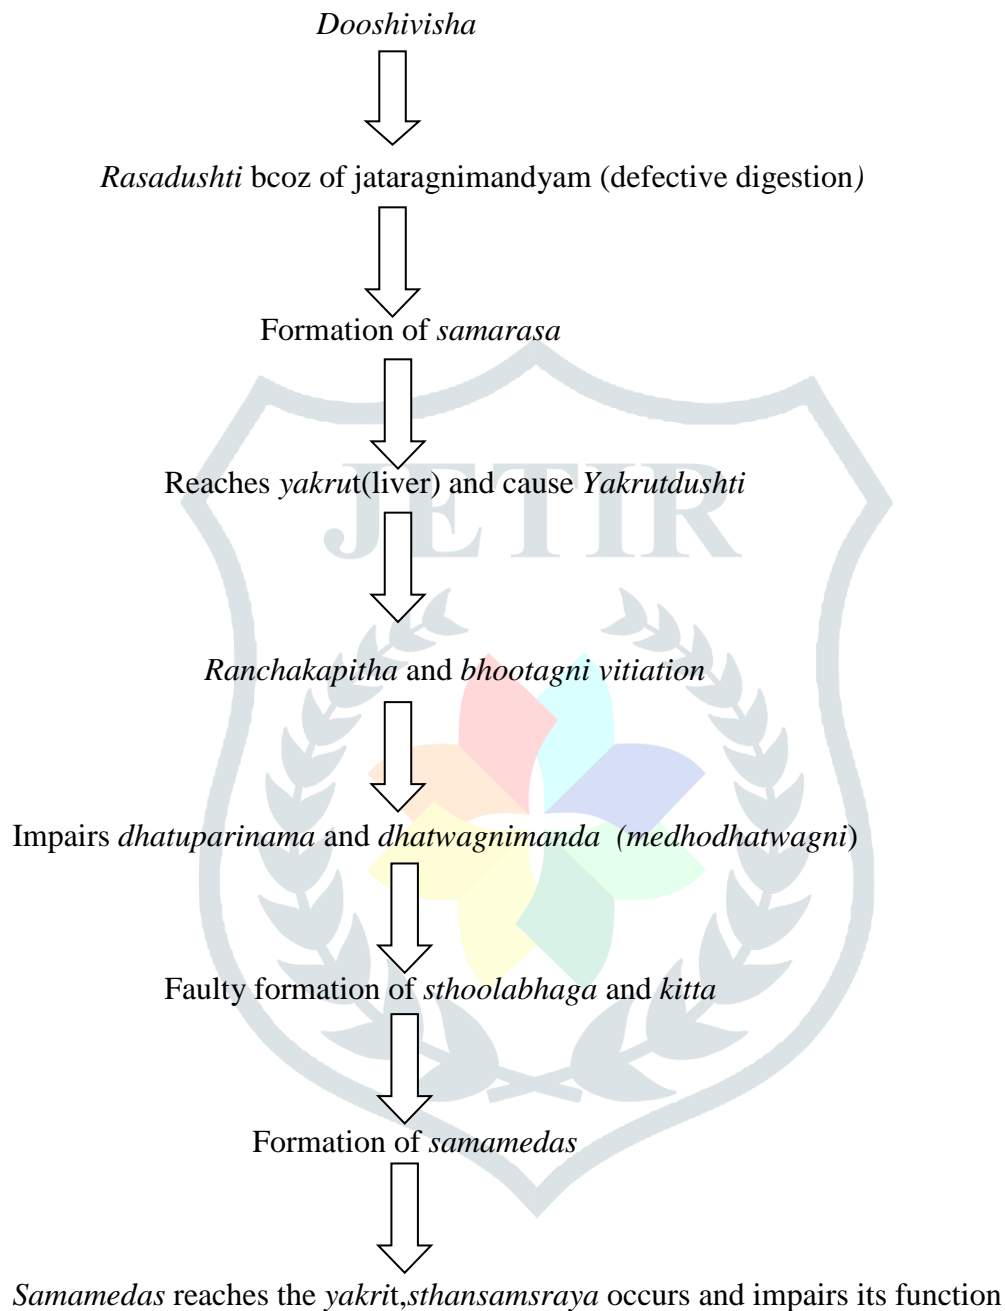 Dooshivisha
Rasadushti bcoz of jataragnimandyam (defective digestion)
Formation of samarasa
Reaches yakrut(liver) and cause Yakrutdushti
JETIR
Ranchakapitha and bhootagni vitiation
Impairs dhatuparinama and dhatwagnimanda (medhodhatwagni)
Faulty formation of sthoolabhaga and kitta
Formation of samamedas
Samamedas reaches the yakrit,sthansamsraya occurs and impairs its function